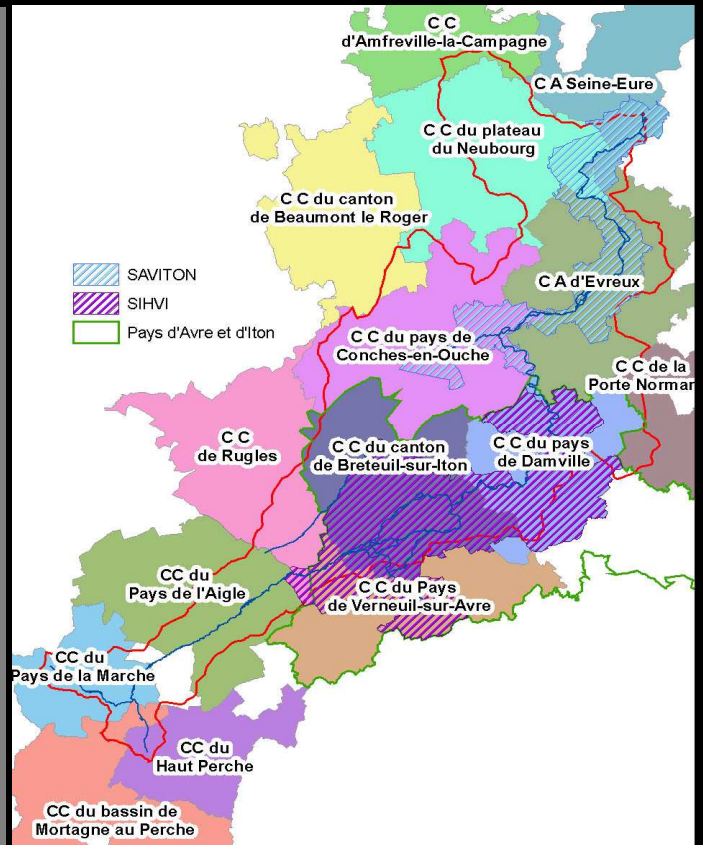 C C
d'Amfreville-la-Campagne
C A Seine-Eure
C C du plateau
du Neubourg
C C du canton
de Beaumont le Roger
SAVITON
SIHVI
Pays d'Avre et d'Iton
C A d'Evreux
C C du pays de
Conches-en-Ouche
C C de la
Porte Normar
C C
de Rugles
C C du canton
de Breteuil-sur-Iton
C C du pays
de Damville
CC du
Pays de l'Aigle
C C du Pays
de Verneuil-sur-Avre
CC du
Pays de la Marche
CC du
Haut Perche
CC du bassin de
Mortagne au Perche